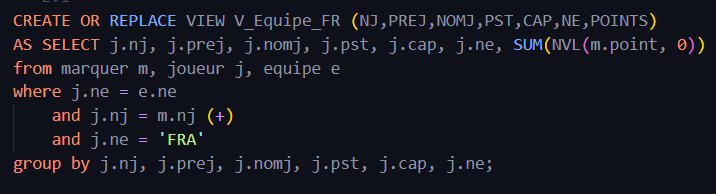 CREATE OR REPLACE VIEW V_Equipe_FR (NJ,PREJ,NOMJ,PST,CAP,NE,POINTS)
AS SELECT j.nj, j.prej, j.nomj, j.pst, j.cap, j.ne, SUM(NVL(m.point, 0))
from marquer m, joueur j, equipe e
where j.ne = e.ne
    and j.nj = m.nj (+)
    and j.ne = 'FRA'
group by j.nj, j.prej, j.nomj, j.pst, j.cap, j.ne;